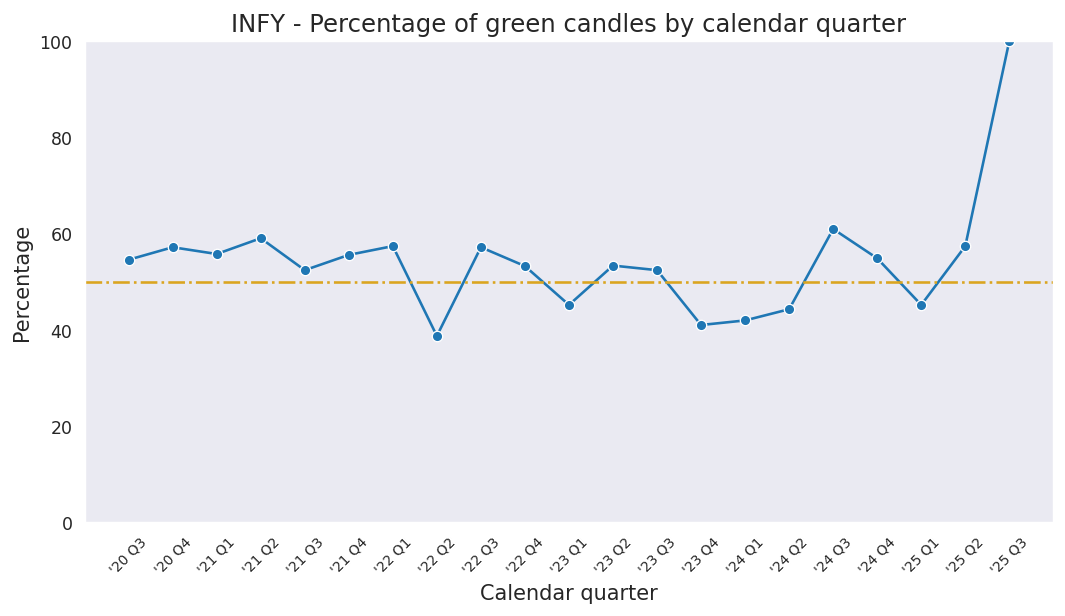 INFY - Percentage of green candles by calendar quarter
100
80
60
40
20
0
Percentage
'20 Q3
'20 Q4
'21 Q1
'21 Q2
'21 Q3
'21 Q4
'22 Q1
'22 Q2
'22 Q3
'22 Q4
'23 Q1
'23 Q2
'23 Q3
'23 Q4
'24 Q1
'24 Q2
'24 Q3
'24 Q4
'25 Q1
'25 Q2
'25 Q3
Calendar quarter